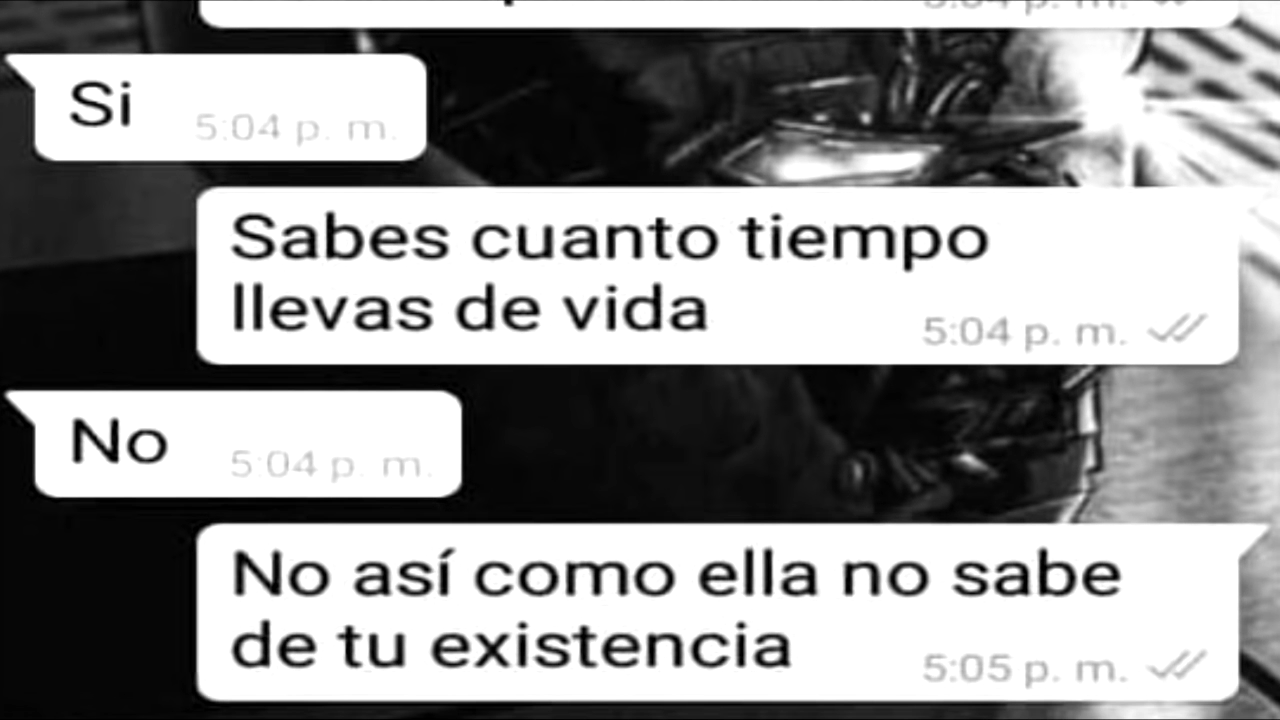 Si
5:04 p. m.
Sabes cuanto tiempo
llevas de vida
5:04 p. m.
No
5:04 p. m.
No así como ella no sabe
de tu existencia
5:05 p. m.